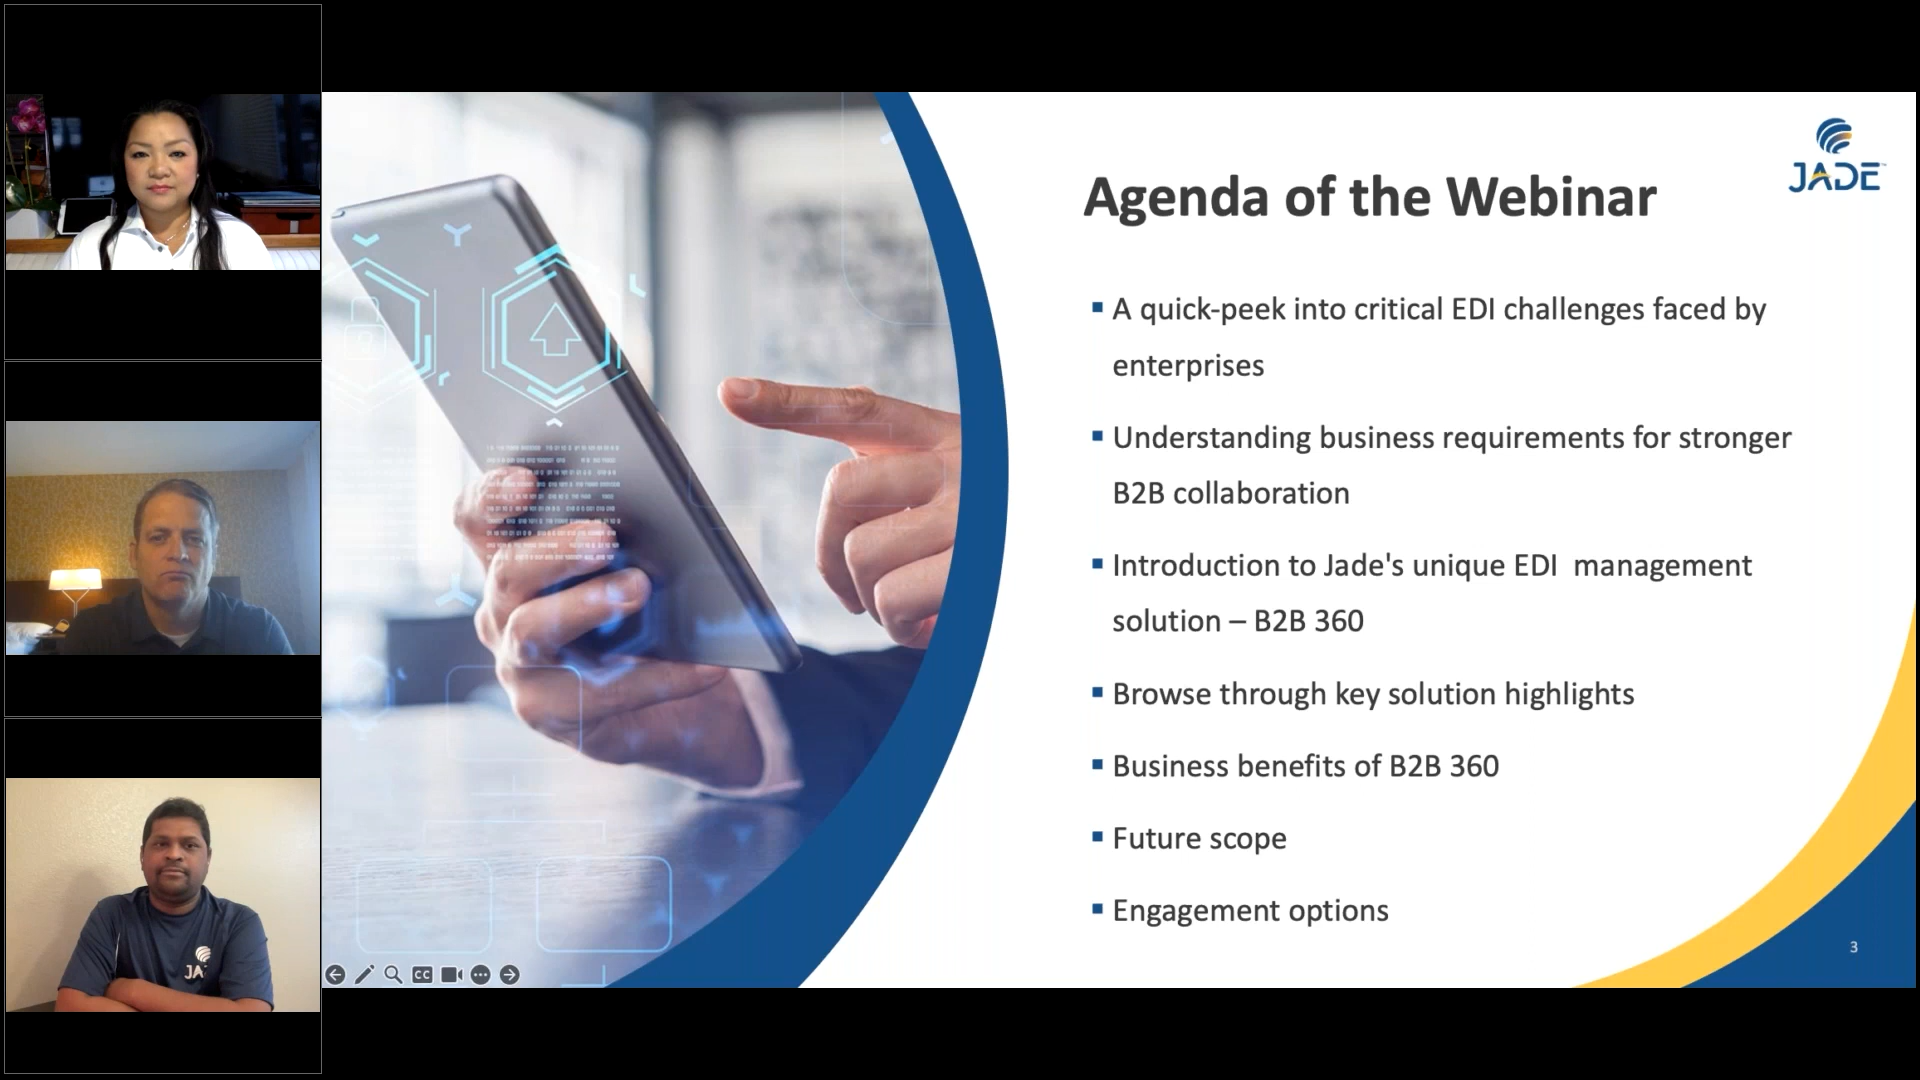 JADE
Agenda of the Webinar
▪ A quick-peek into critical EDI challenges faced by
enterprises
▪ Understanding business requirements for stronger
B2B collaboration
▪ Introduction to Jade's unique EDI  management
solution – B2B 360
▪ Browse through key solution highlights
▪ Business benefits of B2B 360
▪ Future scope
▪ Engagement options
3
CC